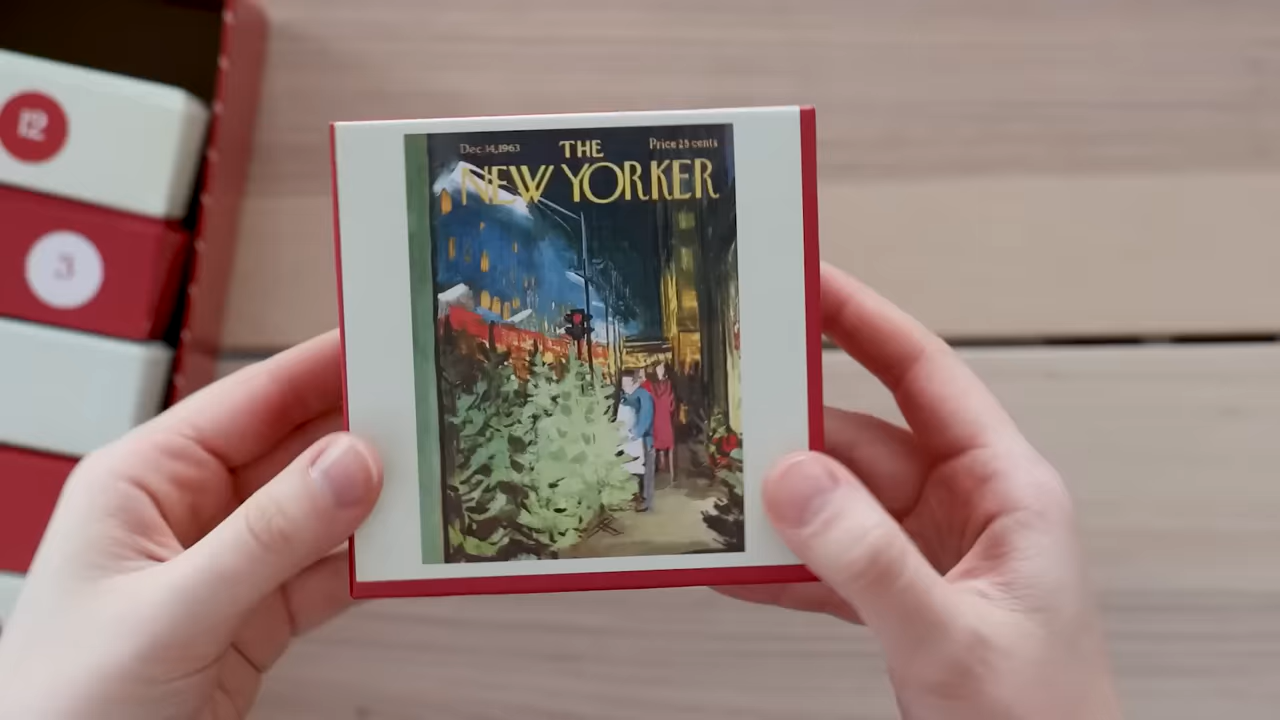 12
3
Dec. 14, 1963
THE
Price 25 cents
NEW YORKER